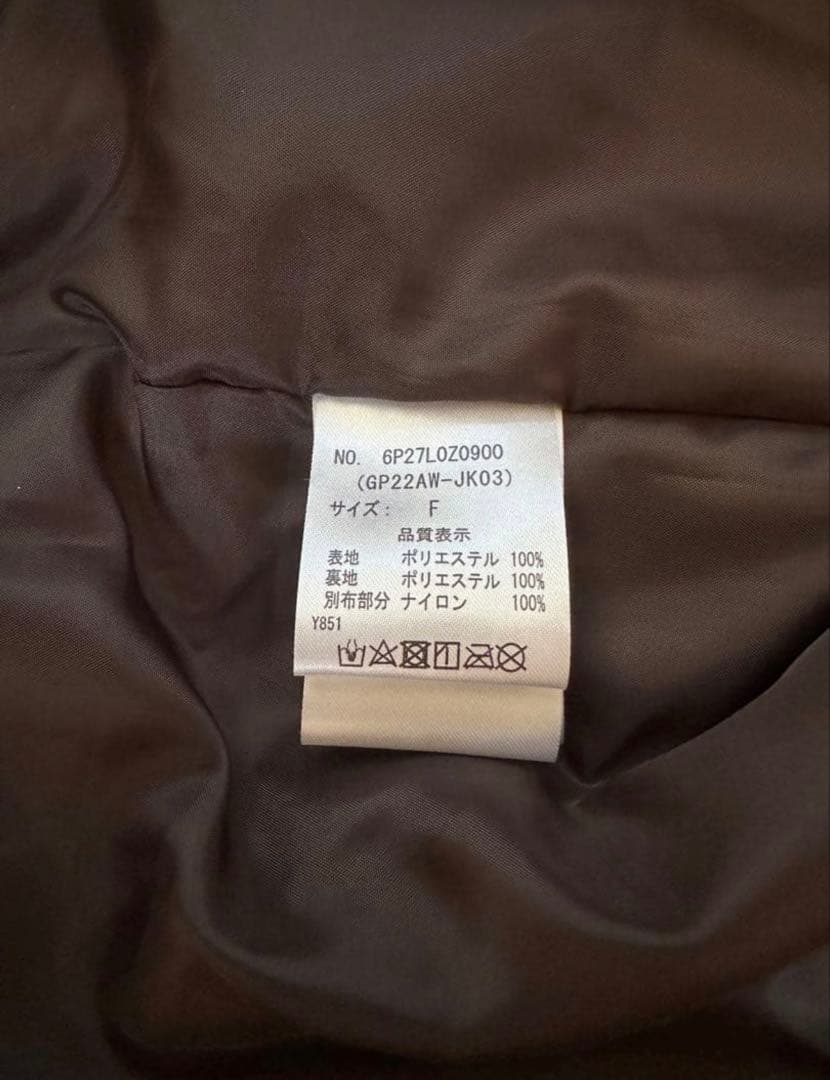 NO. 6P27L0Z0900
(GP22AW-JK03)
サイズ: F
品質表示
表地 ポリエステル 100%
裏地 ポリエステル 100%
別布部分 ナイロン 100%
Y851